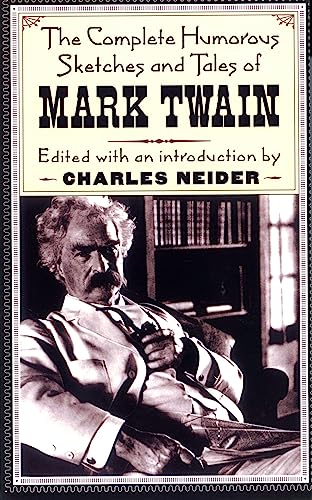 The Complete Humorous
Sketches and Tales of
MARK TWAIN
Edited with an introduction by
CHARLES NEIDER